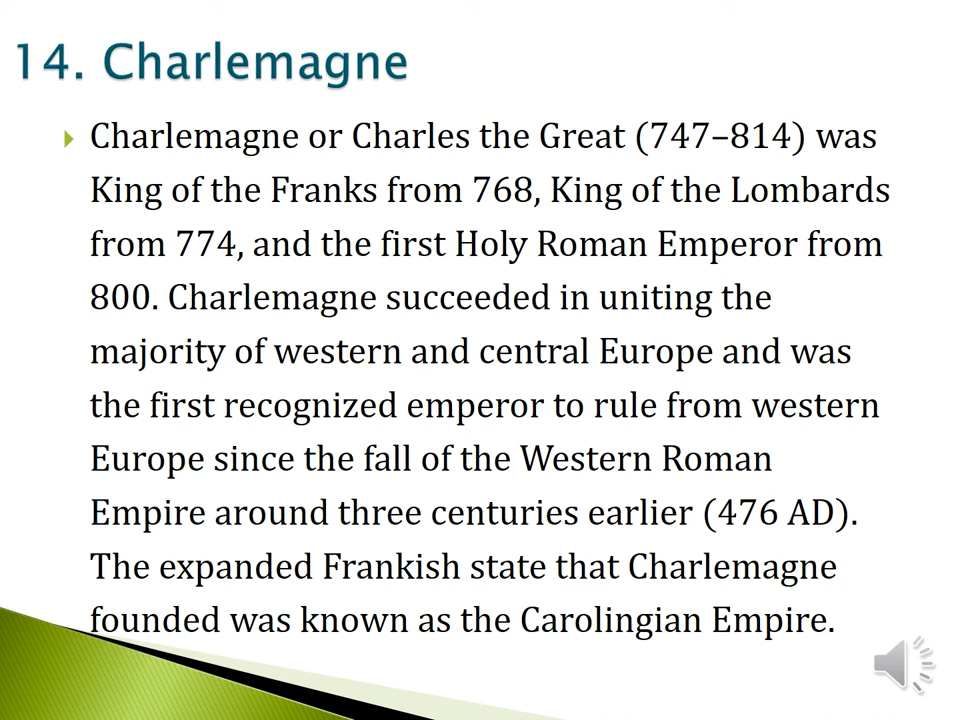 14. Charlemagne
Charlemagne or Charles the Great (747–814) was
King of the Franks from 768, King of the Lombards
from 774, and the first Holy Roman Emperor from
800. Charlemagne succeeded in uniting the
majority of western and central Europe and was
the first recognized emperor to rule from western
Europe since the fall of the Western Roman
Empire around three centuries earlier (476 AD).
The expanded Frankish state that Charlemagne
founded was known as the Carolingian Empire.